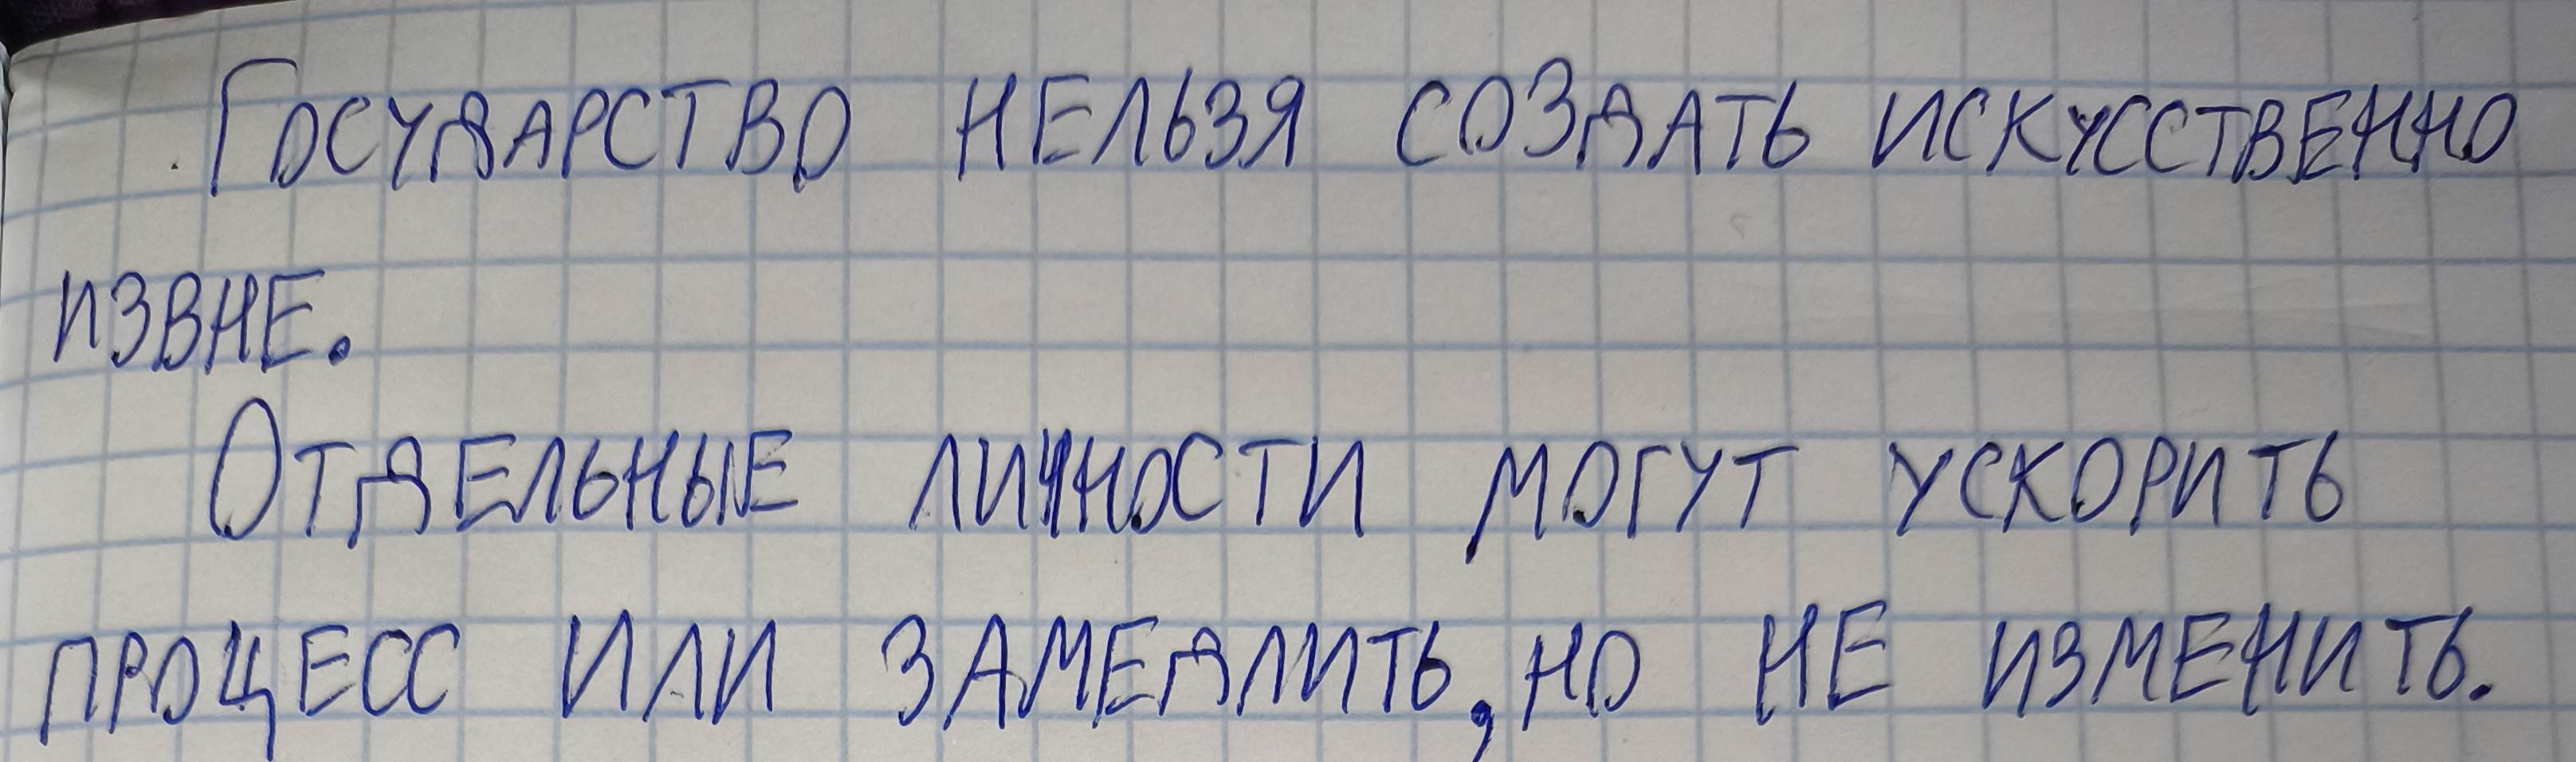 Государство нельзя создать искусственно
извне.
Отдельные личности могут ускорить
процесс или замедлить, но не изменить.